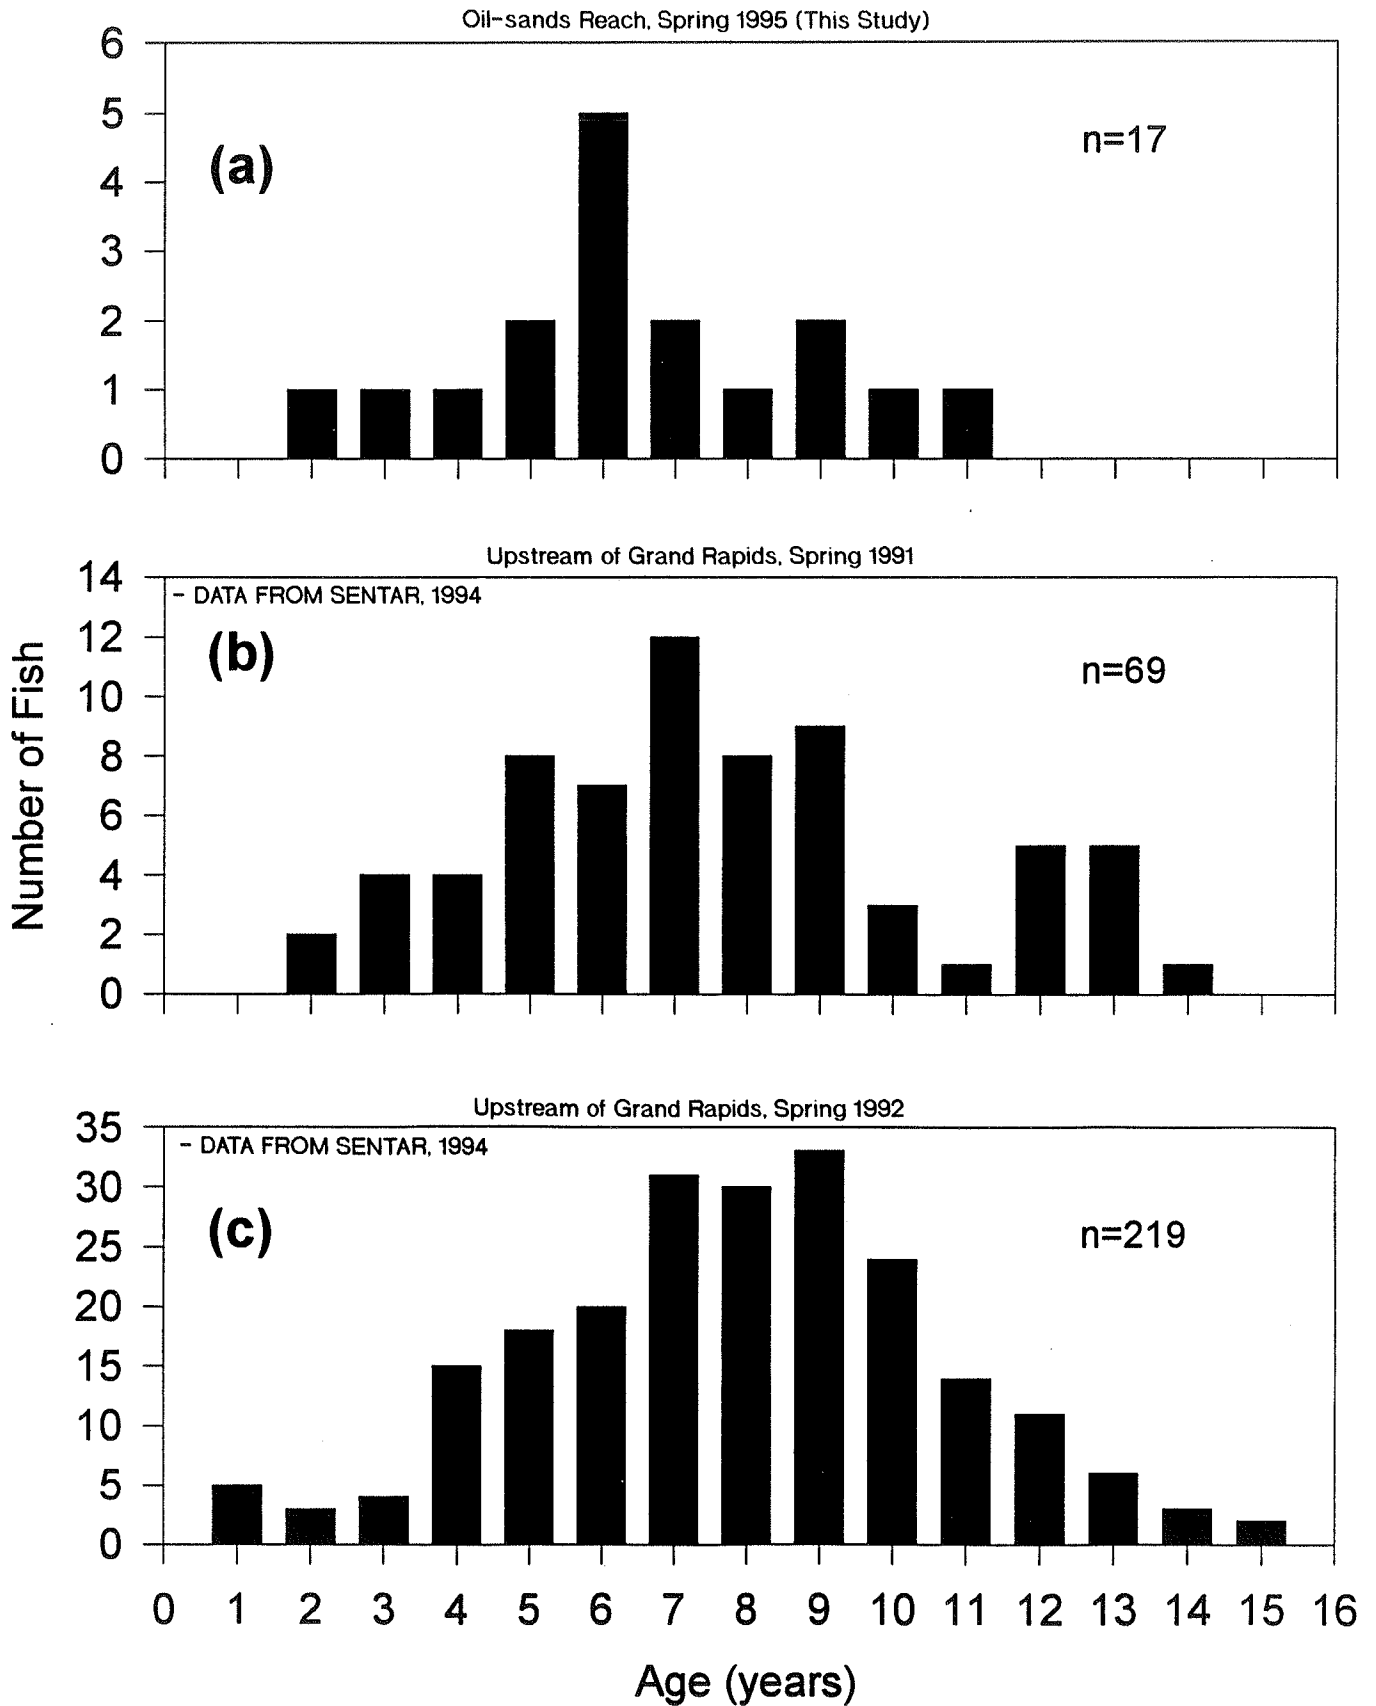 Oil-sands Reach, Spring 1995 (This Study)
6
5
4
3
2
1
0
(a)
n=17
Number of Fish
Upstream of Grand Rapids, Spring 1991
14
12
10
8
6
4
2
0
- DATA FROM SENTAR, 1994
(b)
n=69
Upstream of Grand Rapids, Spring 1992
35
30
25
20
15
10
5
0
- DATA FROM SENTAR, 1994
(c)
n=219
0 1 2 3 4 5 6 7 8 9 10 11 12 13 14 15 16
Age (years)